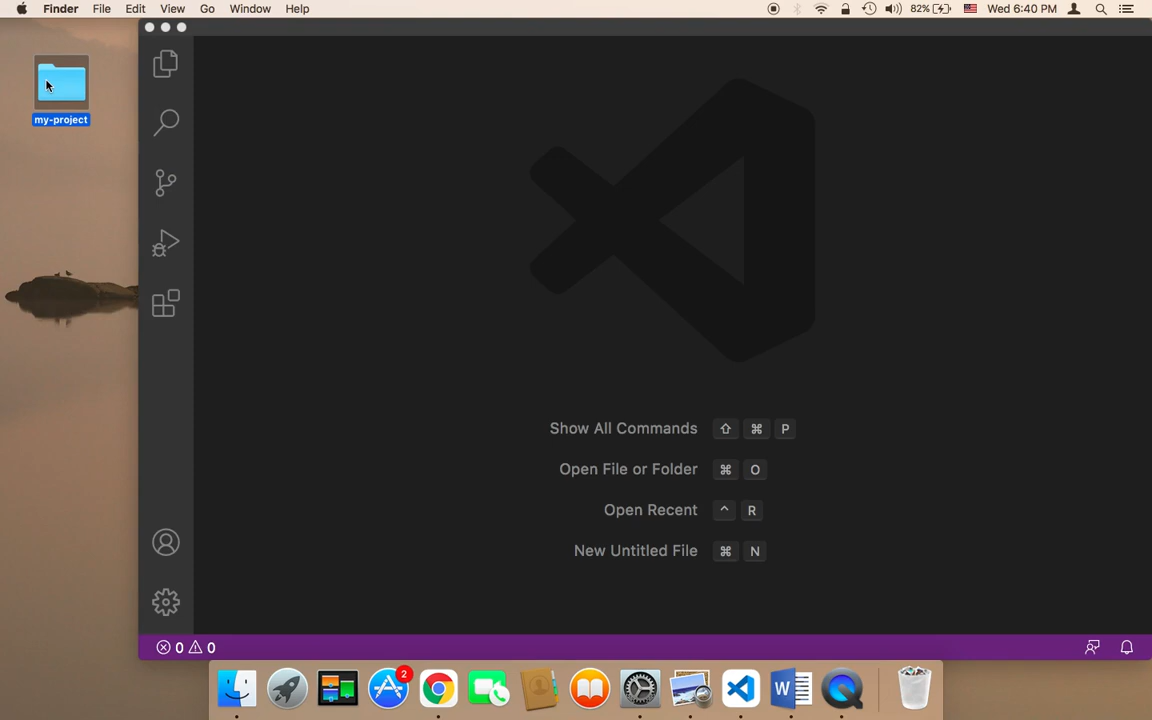 Finder File Edit View Go Window Help 82% Wed 6:40 PM
my-project
Show All Commands ⇧ ⌘ P
Open File or Folder ⌘ O
Open Recent ^ R
New Untitled File ⌘ N
0 0
2
W